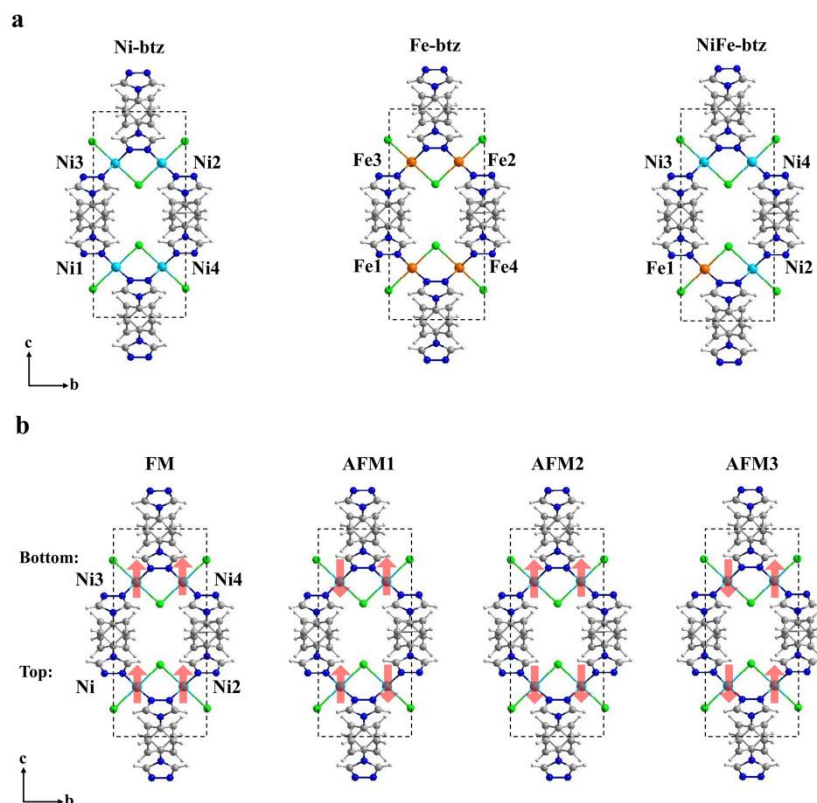 a
Ni-btz Fe-btz NiFe-btz
Ni3 Ni2 Fe3 Fe2 Ni3 Ni4
Ni1 Ni4 Fe1 Fe4 Fe1 Ni2
c
b
b
FM AFM1 AFM2 AFM3
Bottom:
Ni3 Ni4
Top:
Ni Ni2
c
b